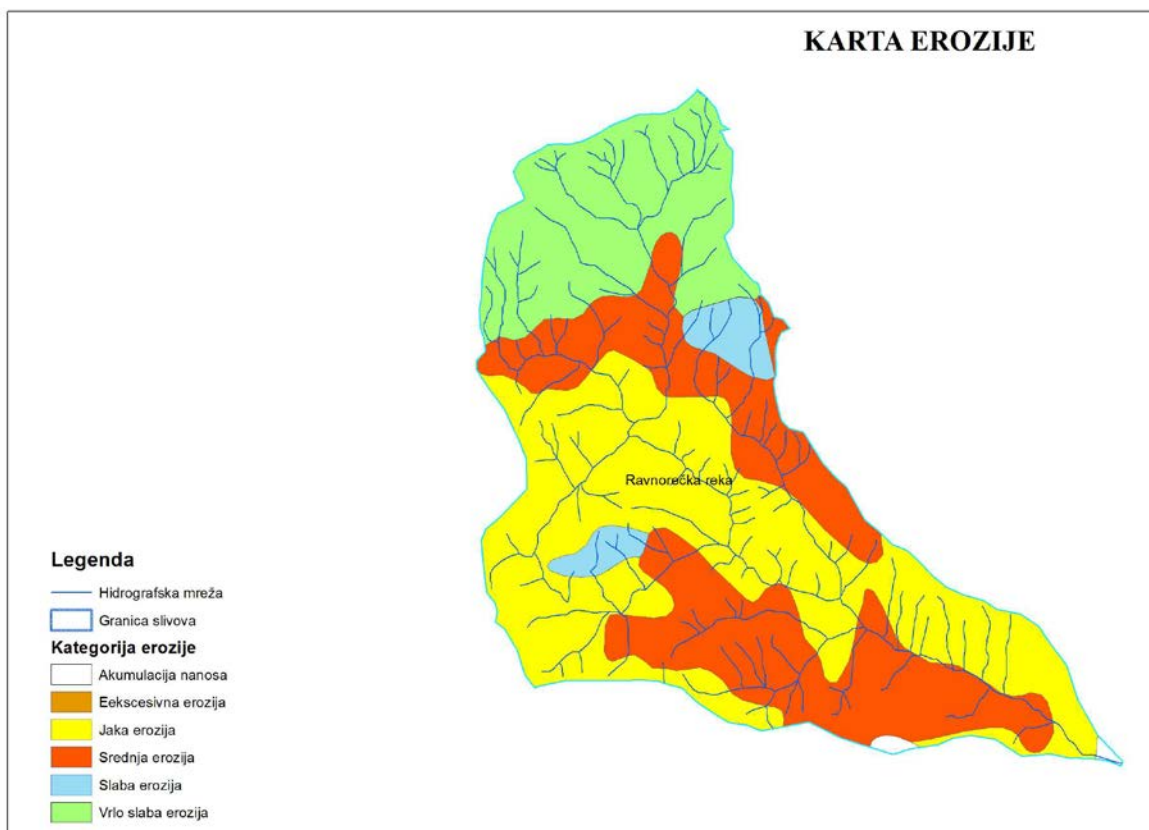 KARTA EROZIJE
Ravnorečka reka
Legenda
Hidrografska mreža
Granica slivova
Kategorija erozije
Akumulacija nanosa
Eekscesivna erozija
Jaka erozija
Srednja erozija
Slaba erozija
Vrlo slaba erozija